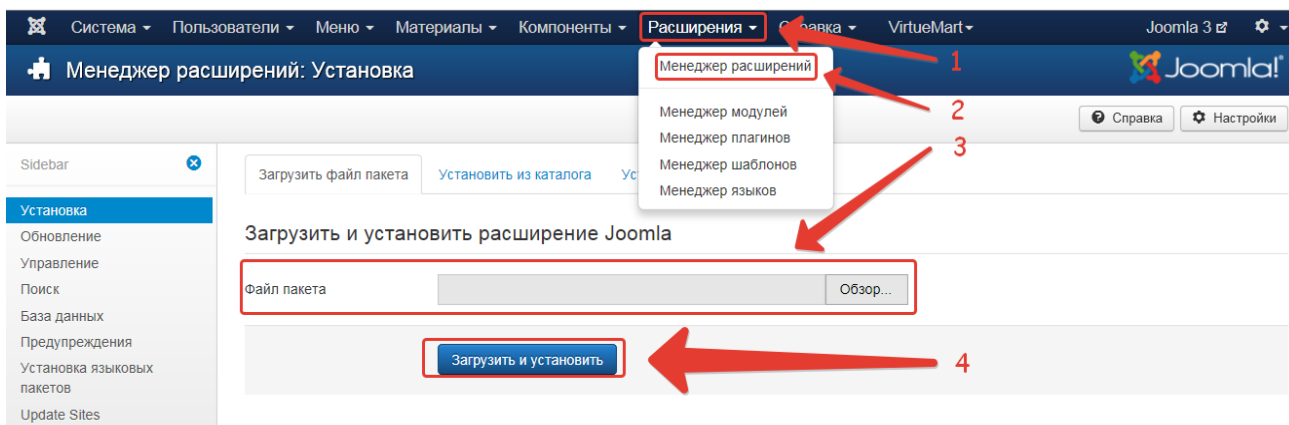 Система Пользователи Меню Материалы Компоненты Расширения Справка VirtueMart Joomla 3
Менеджер расширений: Установка
Joomla!
Менеджер расширений
Менеджер модулей
Менеджер плагинов
Менеджер шаблонов
Менеджер языков
1
2
3
Справка Настройки
Sidebar
Загрузить файл пакета Установить из каталога
Установка
Обновление
Управление
Поиск
База данных
Предупреждения
Установка языковых
пакетов
Update Sites
Загрузить и установить расширение Joomla
Файл пакета Обзор...
Загрузить и установить
4